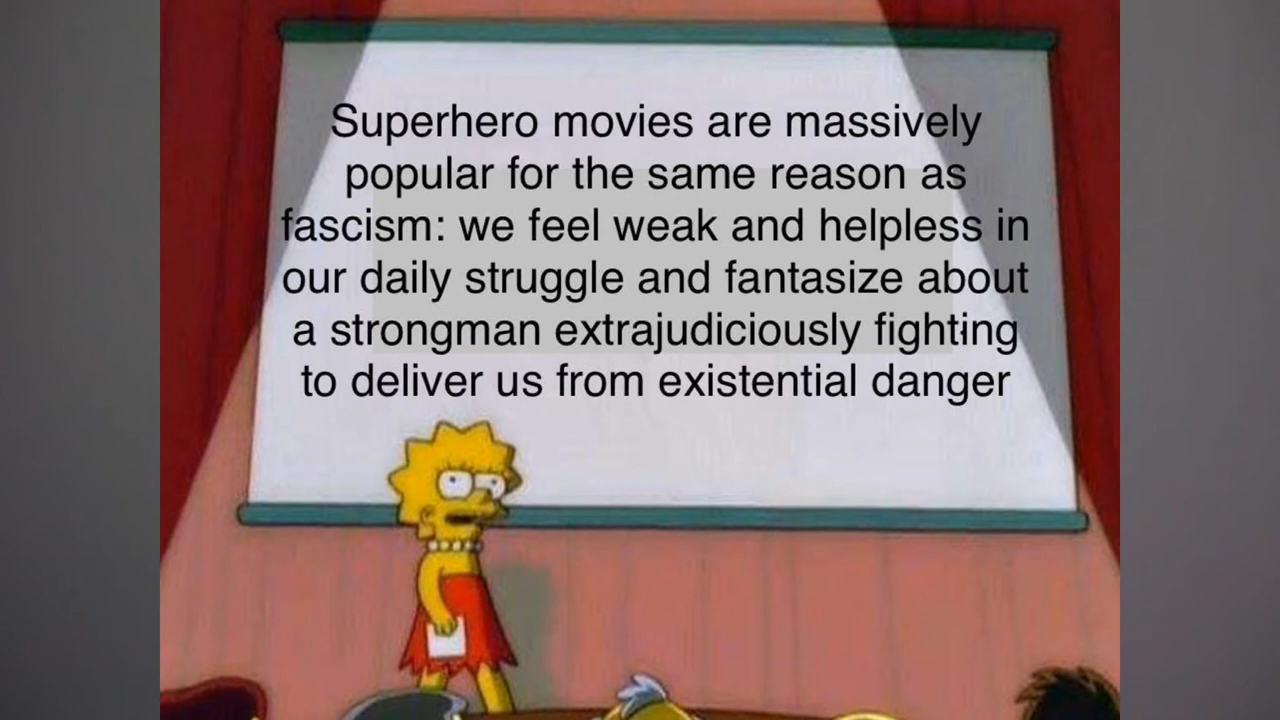 Superhero movies are massively
popular for the same reason as
fascism: we feel weak and helpless in
our daily struggle and fantasize about
a strongman extrajudiciously fighting
to deliver us from existential danger